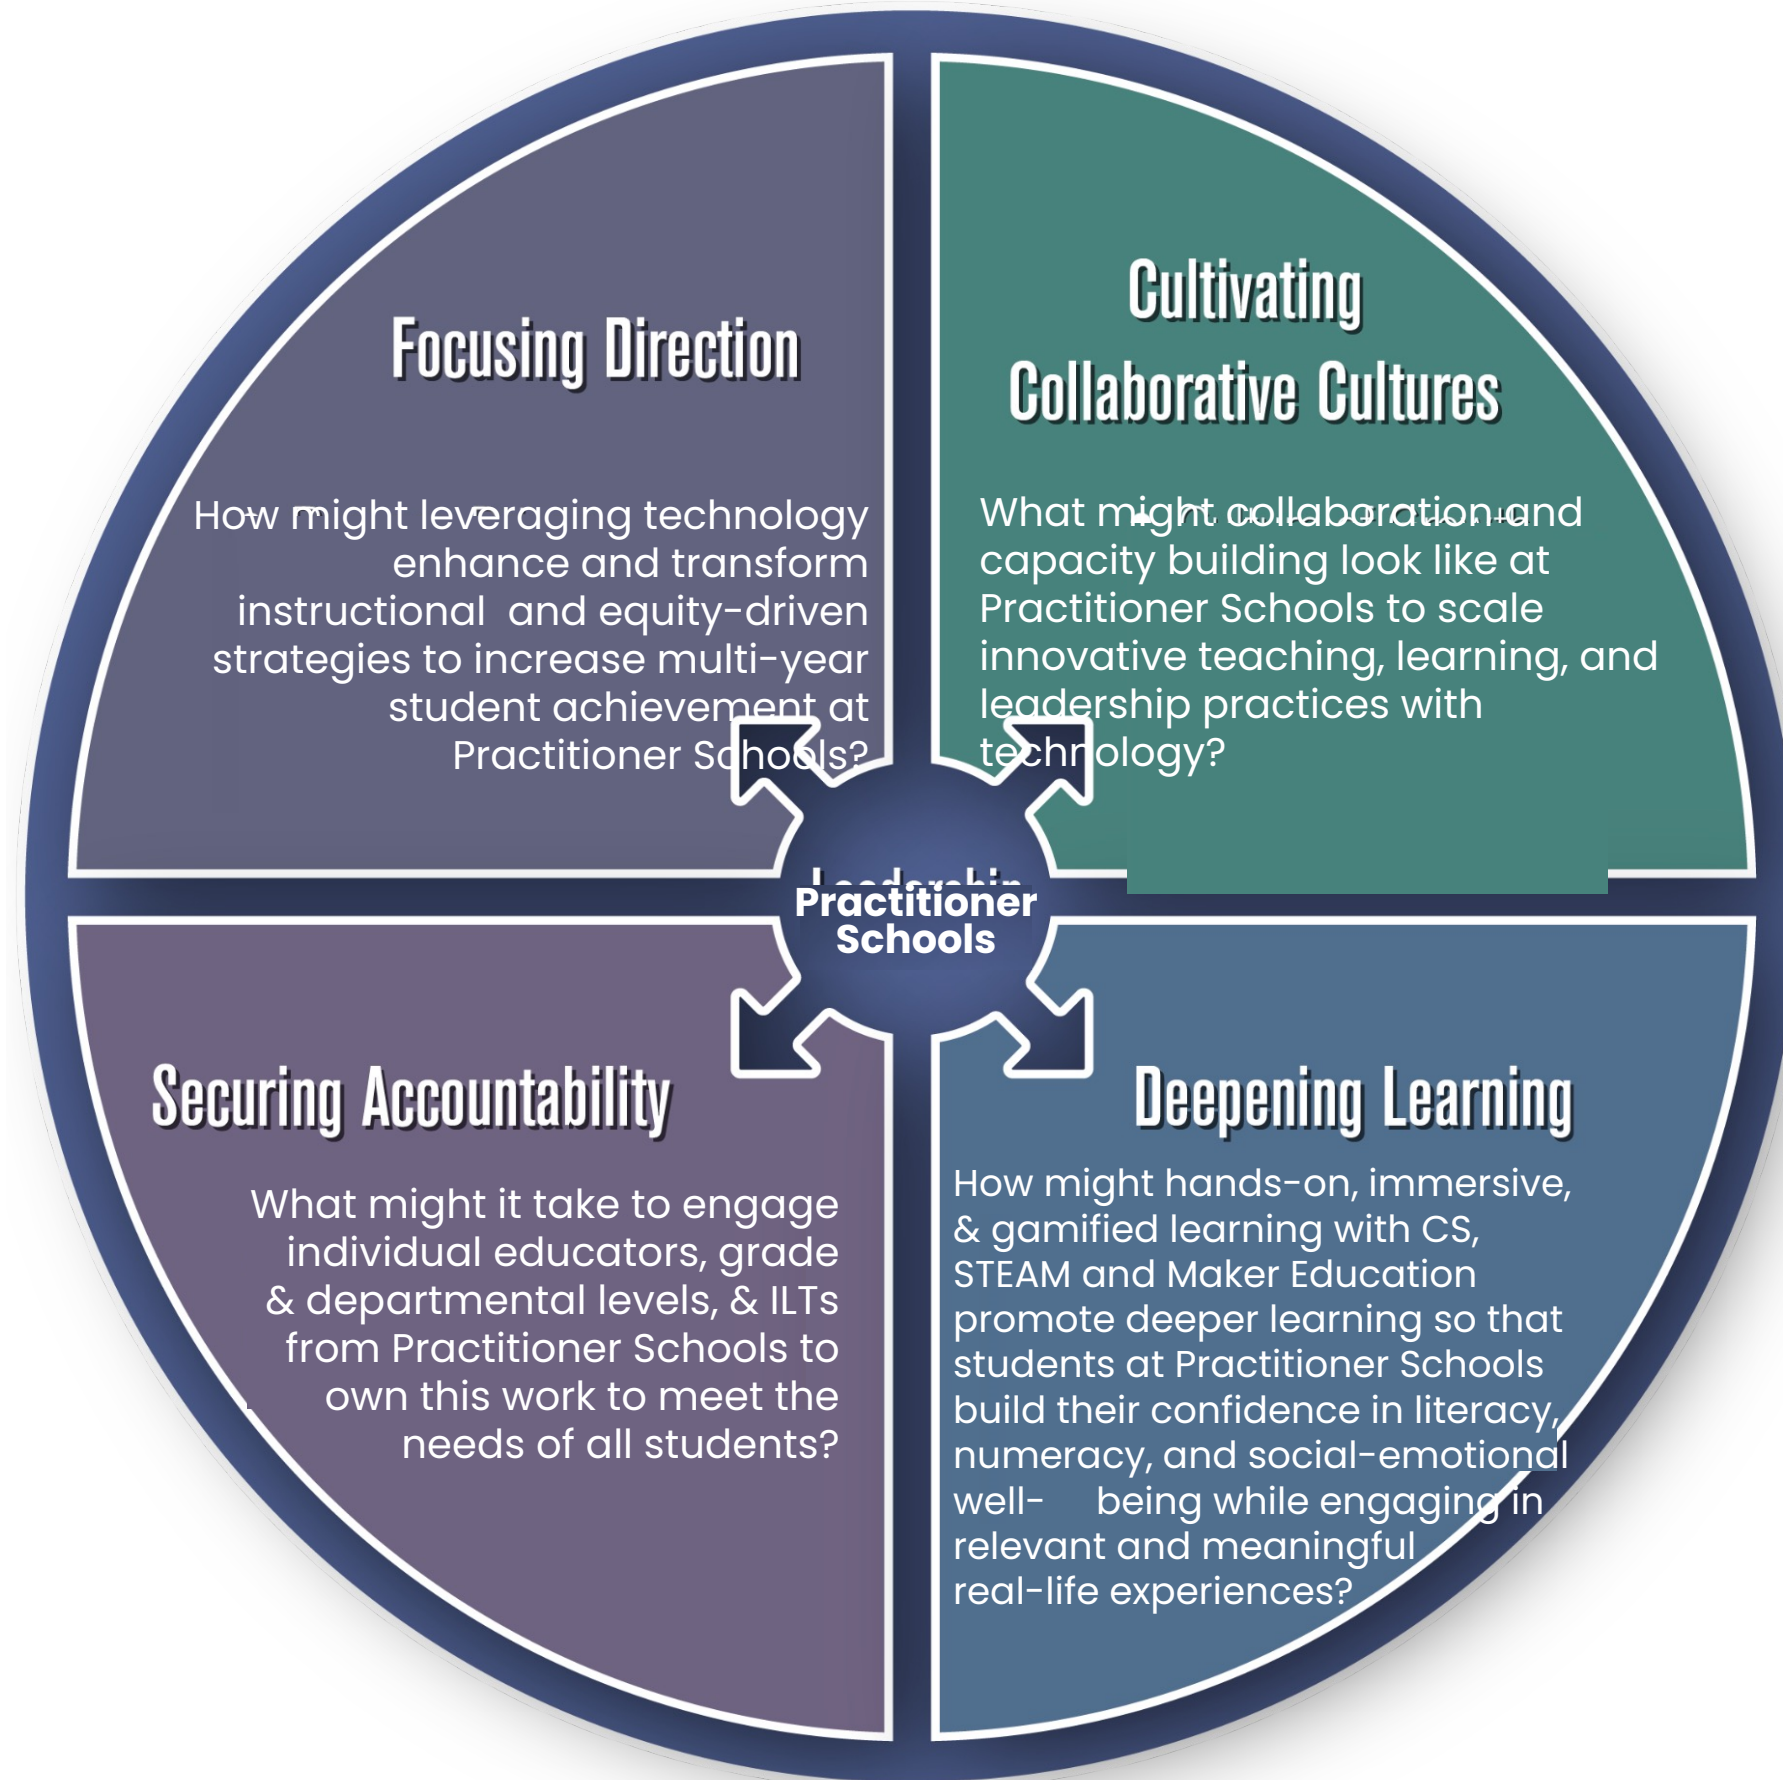 Focusing Direction
How might leveraging technology
enhance and transform
instructional and equity-driven
strategies to increase multi-year
student achievement at
Practitioner Schools?
Cultivating
Collaborative Cultures
What might collaboration and
capacity building look like at
Practitioner Schools to scale
innovative teaching, learning, and
leadership practices with
technology?
Leadership
Practitioner
Schools
Securing Accountability
What might it take to engage
individual educators, grade
& departmental levels, & ILTs
from Practitioner Schools to
own this work to meet the
needs of all students?
Deepening Learning
How might hands-on, immersive,
& gamified learning with CS,
STEAM and Maker Education
promote deeper learning so that
students at Practitioner Schools
build their confidence in literacy,
numeracy, and social-emotional
well- being while engaging in
relevant and meaningful
real-life experiences?